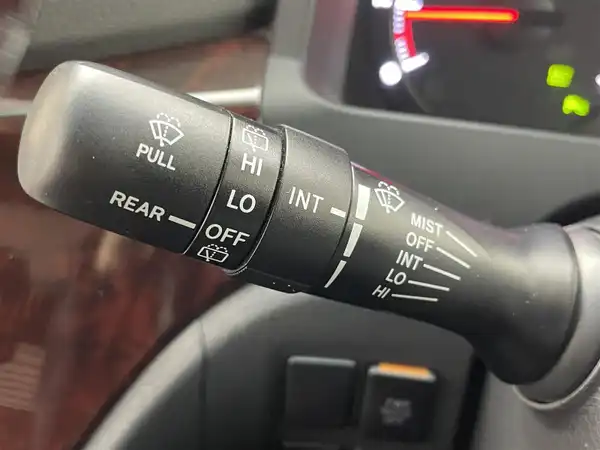 PULL
REAR
HI
LO
OFF
INT
MIST
OFF
INT
LO
HI